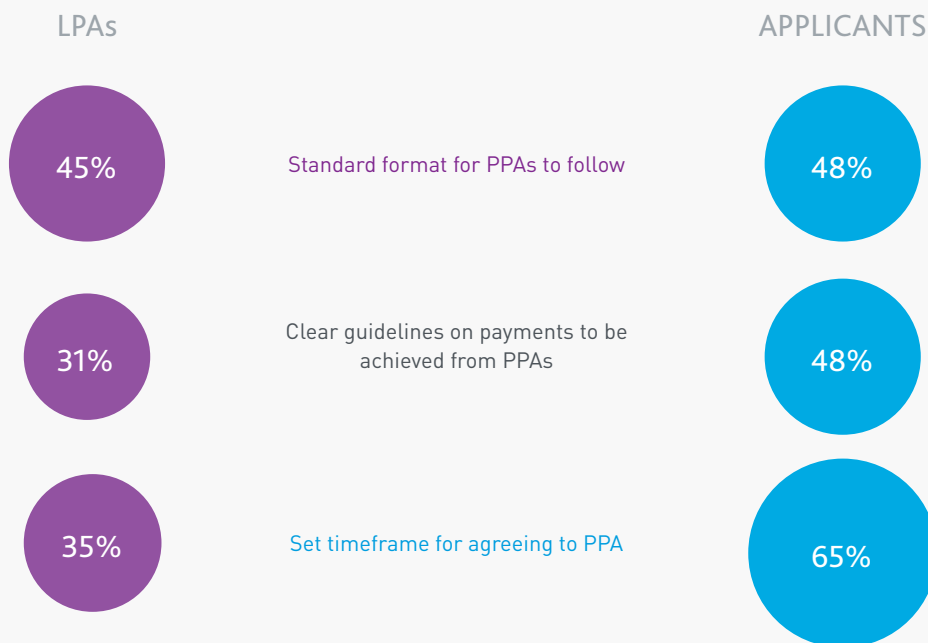 LPAs
APPLICANTS
45%
Standard format for PPAs to follow
48%
31%
Clear guidelines on payments to be
achieved from PPAs
48%
35%
Set timeframe for agreeing to PPA
65%